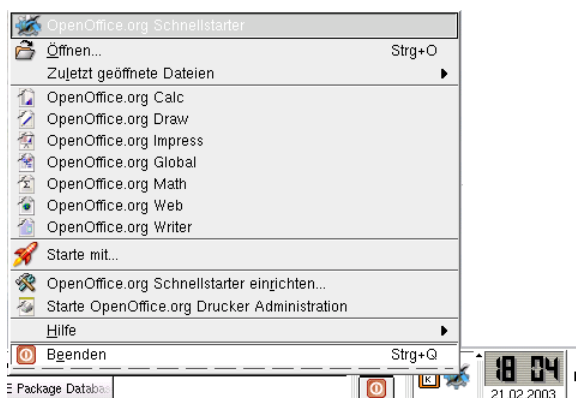 OpenOffice.org Schnellstarter
Öffnen... Strg+O
Zuletzt geöffnete Dateien
OpenOffice.org Calc
OpenOffice.org Draw
OpenOffice.org Impress
OpenOffice.org Global
OpenOffice.org Math
OpenOffice.org Web
OpenOffice.org Writer
Starte mit...
OpenOffice.org Schnellstarter einrichten...
Starte OpenOffice.org Drucker Administration
Hilfe
Beenden Strg+Q
18 04
E Package Databas
K
21.02.2003